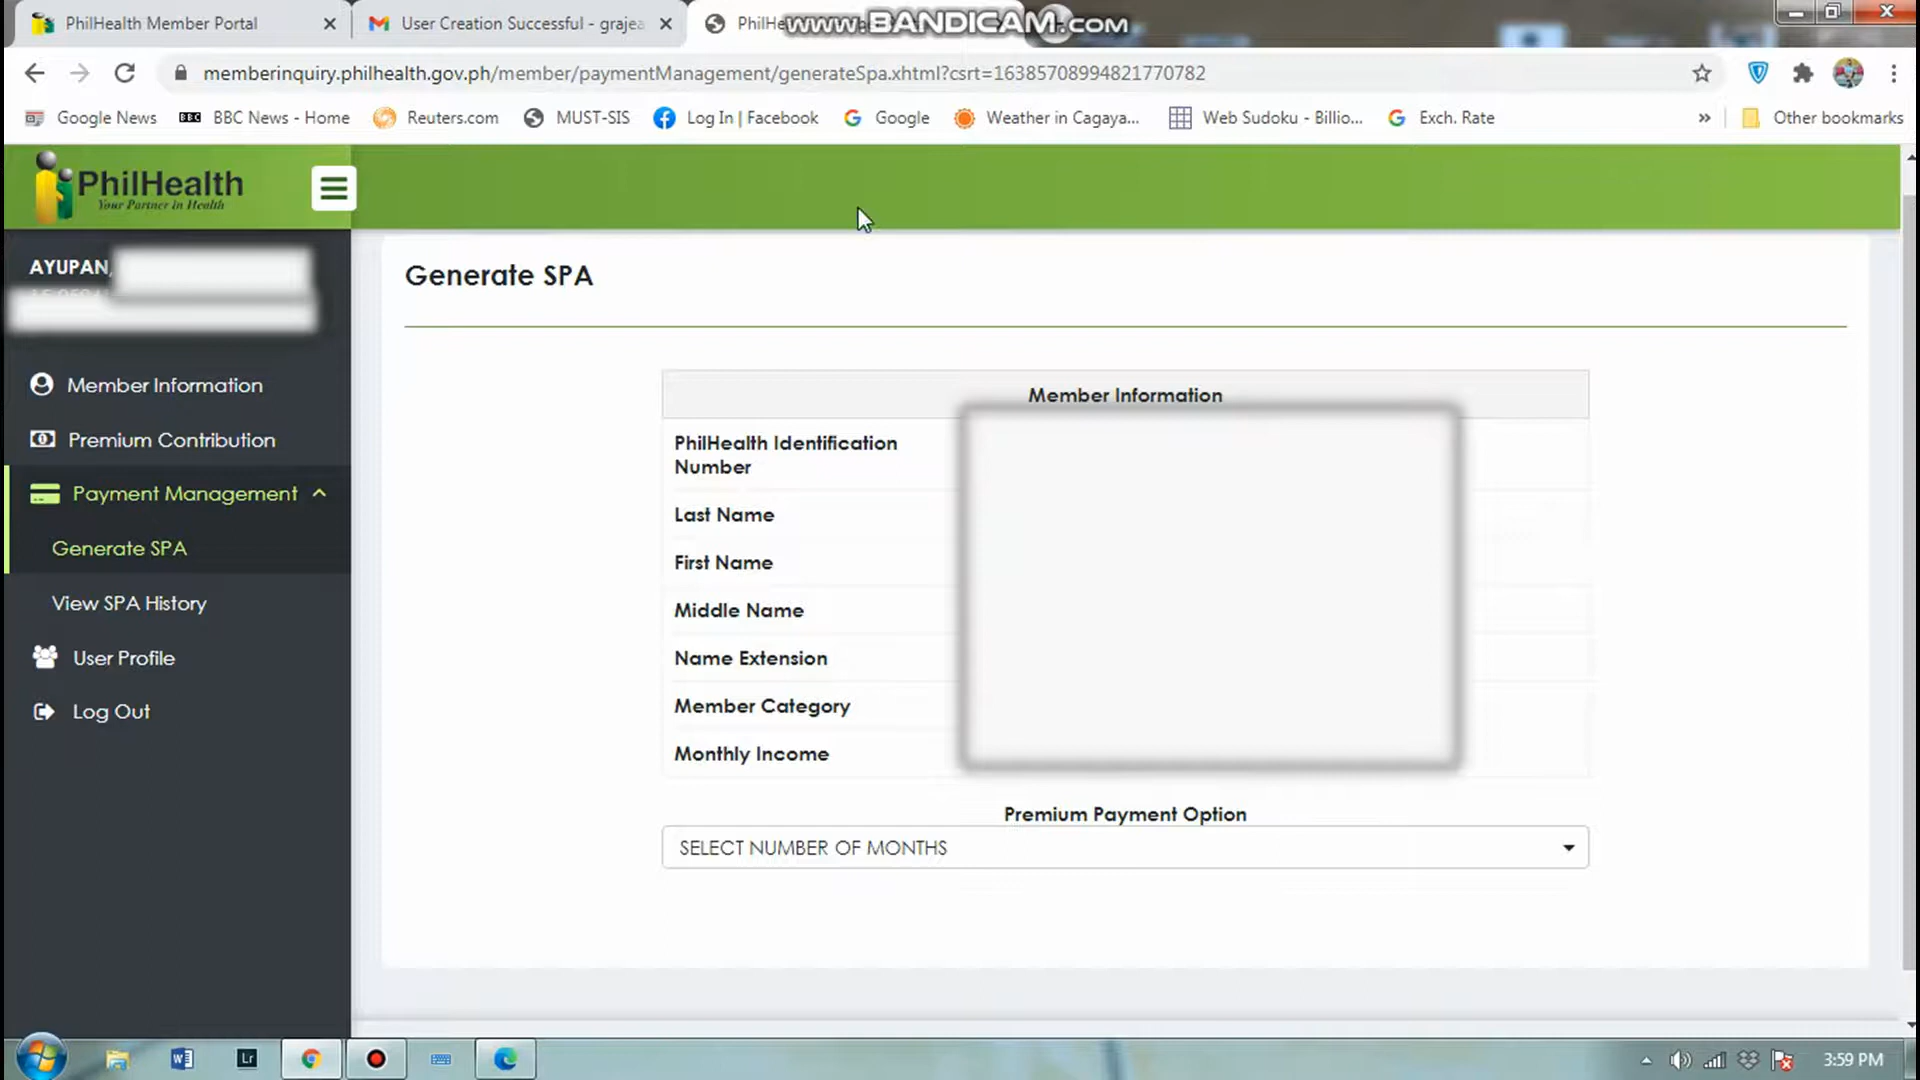 PhilHealth Member Portal
User Creation Successful - grajea
PhilHe
WWW.BANDICAM.COM
memberinquiry.philhealth.gov.ph/member/paymentManagement/generateSpa.xhtml?csrt=16385708994821770782
Google News
BBC News - Home
Reuters.com
MUST-SIS
Log In | Facebook
Google
Weather in Cagaya...
Web Sudoku - Billio...
Exch. Rate
»
Other bookmarks
PhilHealth
Your Partner in Health
AYUPAN,
Member Information
Premium Contribution
Payment Management
Generate SPA
View SPA History
User Profile
Log Out
Generate SPA
Member Information
PhilHealth Identification
Number
Last Name
First Name
Middle Name
Name Extension
Member Category
Monthly Income
Premium Payment Option
SELECT NUMBER OF MONTHS
Lr
3:59 PM